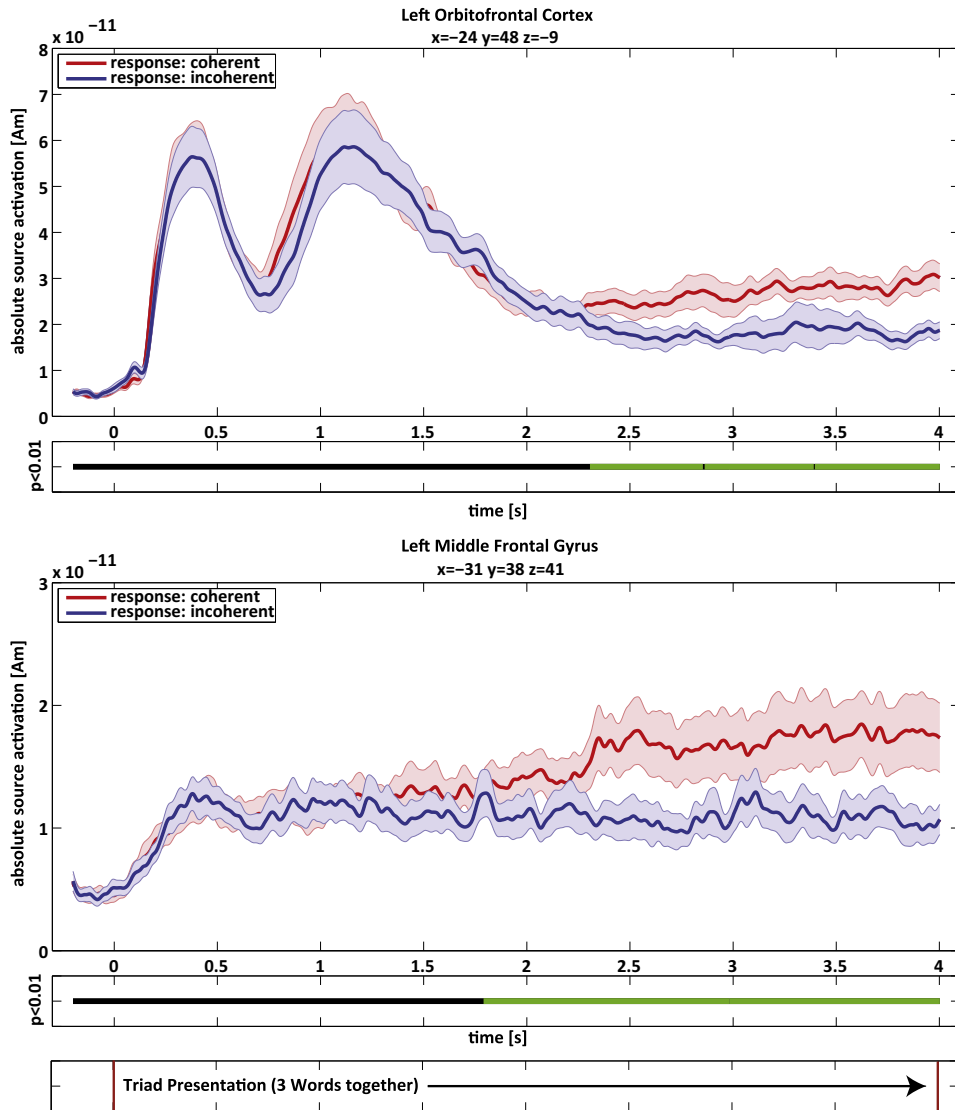 Left Orbitofrontal Cortex
x=−24 y=48 z=−9
x 10 −11
response: coherent
response: incoherent
absolute source activation [Am]
8
7
6
5
4
3
2
1
0
0 0.5 1 1.5 2 2.5 3 3.5 4
p<0.01
time [s]
Left Middle Frontal Gyrus
x=−31 y=38 z=41
x 10 −11
response: coherent
response: incoherent
absolute source activation [Am]
3
2
1
0
0 0.5 1 1.5 2 2.5 3 3.5 4
p<0.01
time [s]
Triad Presentation (3 Words together)